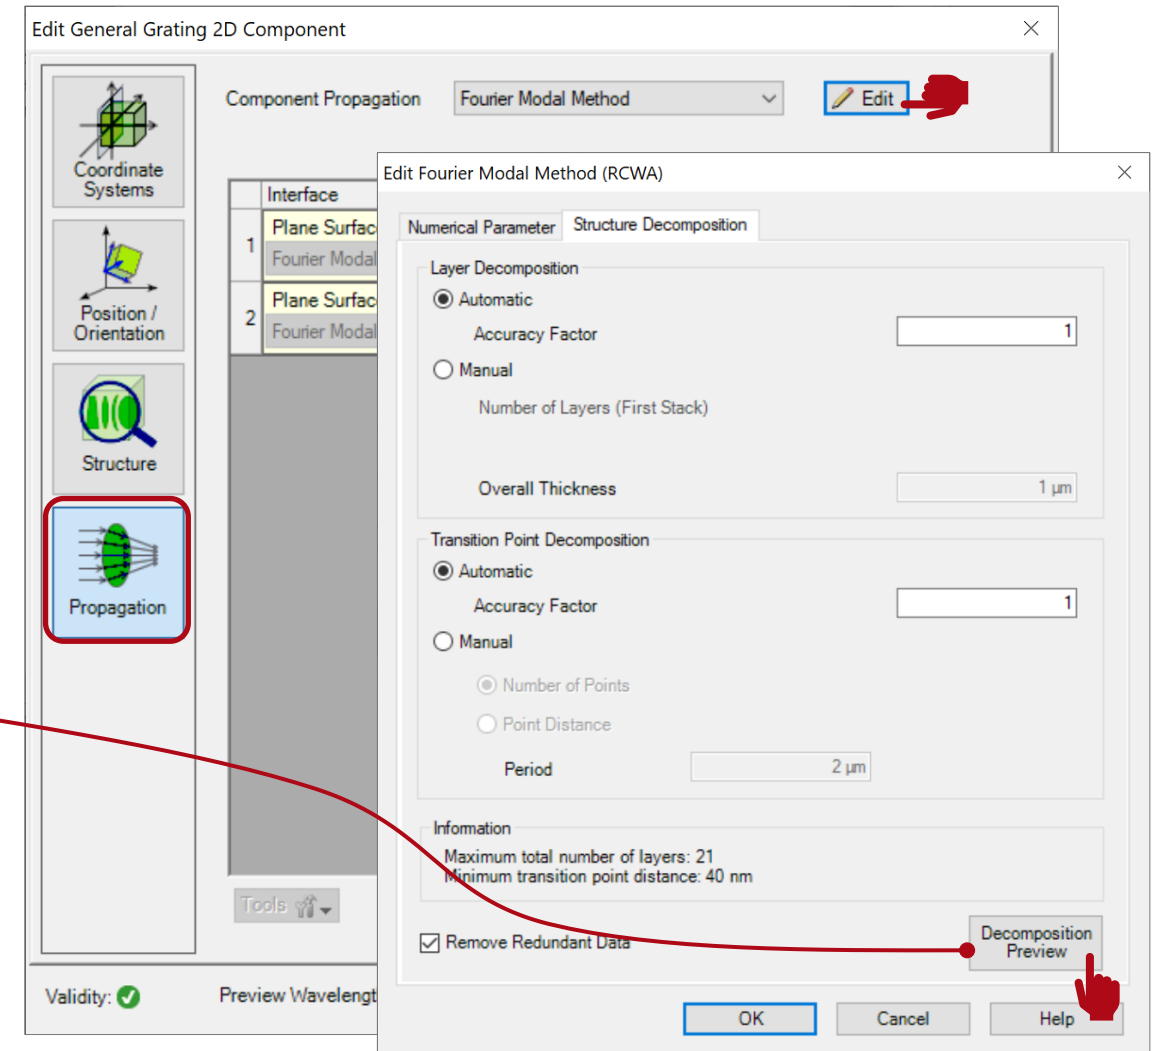 Edit General Grating 2D Component
Coordinate
Systems
Position /
Orientation
Structure
Propagation
Component Propagation
Fourier Modal Method
Edit
Interface
1
Plane Surfac
Fourier Modal
2
Plane Surfac
Fourier Modal
Tools
Validity:
Preview Wavelengt
Edit Fourier Modal Method (RCWA)
Numerical Parameter
Structure Decomposition
Layer Decomposition
Automatic
Accuracy Factor
1
Manual
Number of Layers (First Stack)
Overall Thickness
1 µm
Transition Point Decomposition
Automatic
Accuracy Factor
1
Manual
Number of Points
Point Distance
Period
2 µm
Information
Maximum total number of layers: 21
Minimum transition point distance: 40 nm
Remove Redundant Data
Decomposition
Preview
OK
Cancel
Help